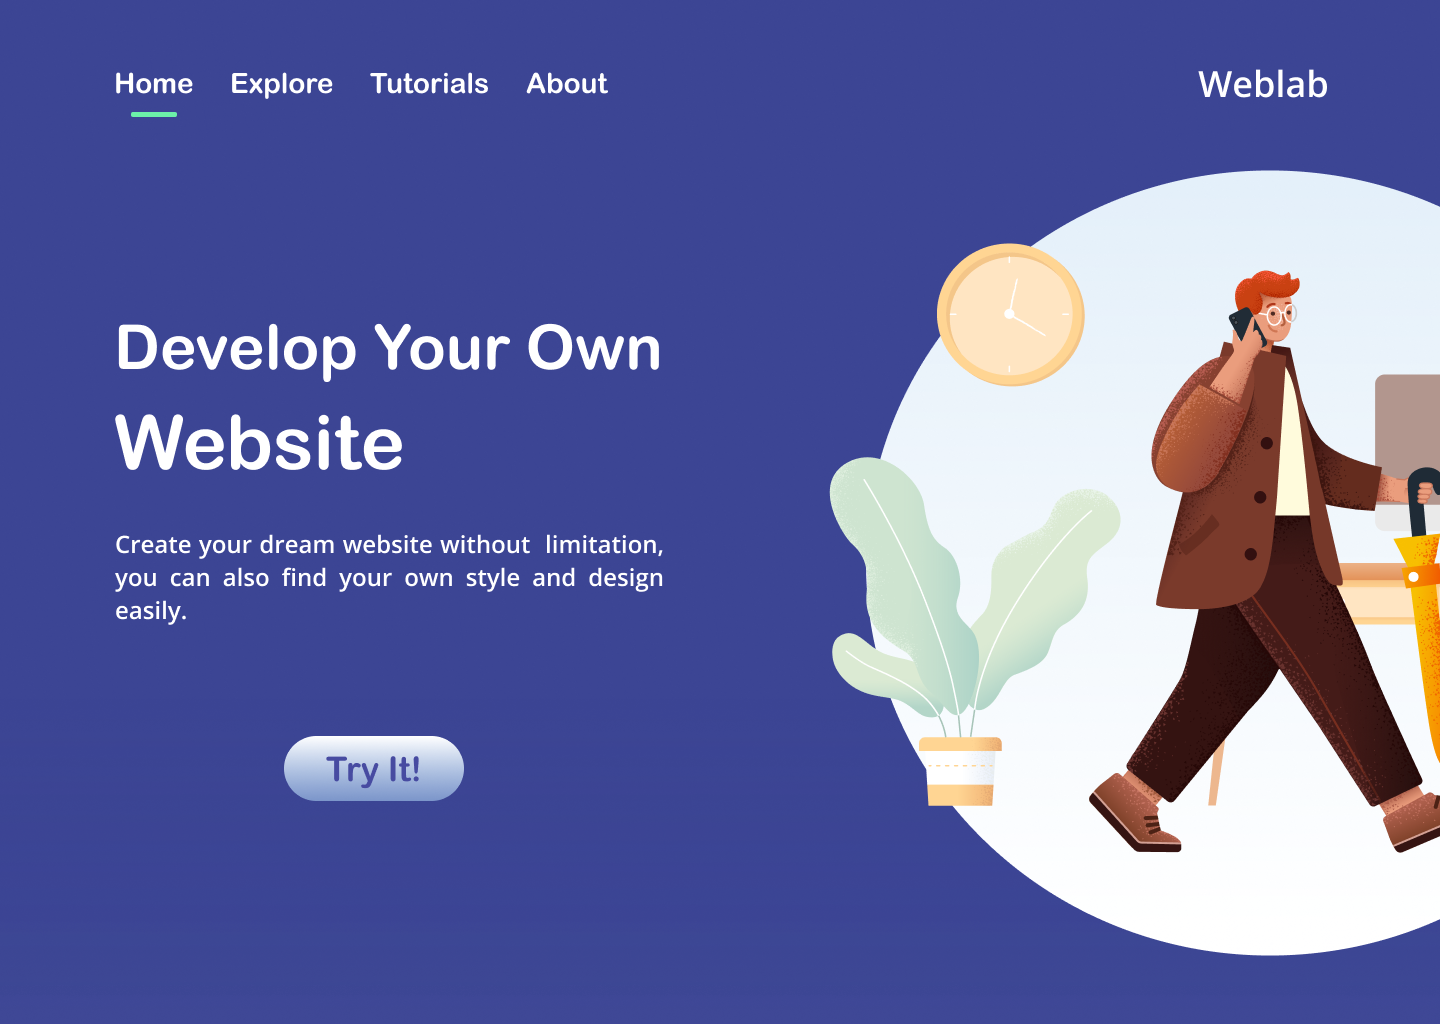 Home Explore Tutorials About Weblab
Develop Your Own
Website
Create your dream website without limitation,
you can also find your own style and design
easily.
Try It!